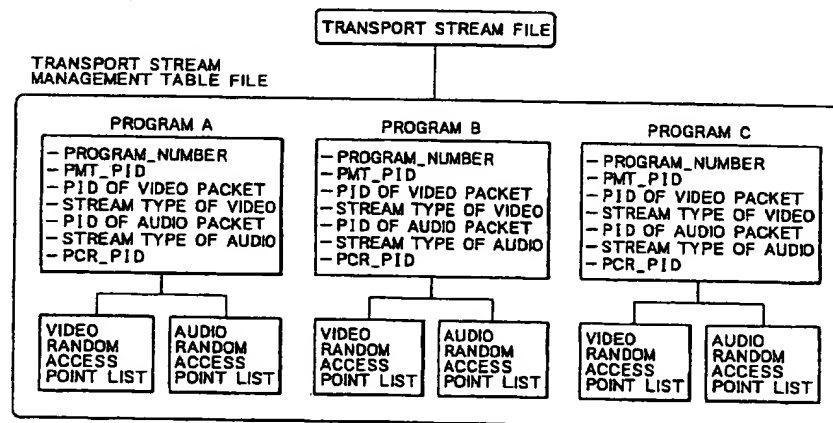 TRANSPORT STREAM FILE
TRANSPORT STREAM
MANAGEMENT TABLE FILE
PROGRAM A
- PROGRAM_NUMBER
- PMT_PID
- PID OF VIDEO PACKET
- STREAM TYPE OF VIDEO
- PID OF AUDIO PACKET
- STREAM TYPE OF AUDIO
- PCR_PID
VIDEO
RANDOM
ACCESS
POINT LIST
AUDIO
RANDOM
ACCESS
POINT LIST
PROGRAM B
- PROGRAM_NUMBER
- PMT_PID
- PID OF VIDEO PACKET
- STREAM TYPE OF VIDEO
- PID OF AUDIO PACKET
- STREAM TYPE OF AUDIO
- PCR_PID
VIDEO
RANDOM
ACCESS
POINT LIST
AUDIO
RANDOM
ACCESS
POINT LIST
PROGRAM C
- PROGRAM_NUMBER
- PMT_PID
- PID OF VIDEO PACKET
- STREAM TYPE OF VIDEO
- PID OF AUDIO PACKET
- STREAM TYPE OF AUDIO
- PCR_PID
VIDEO
RANDOM
ACCESS
POINT LIST
AUDIO
RANDOM
ACCESS
POINT LIST